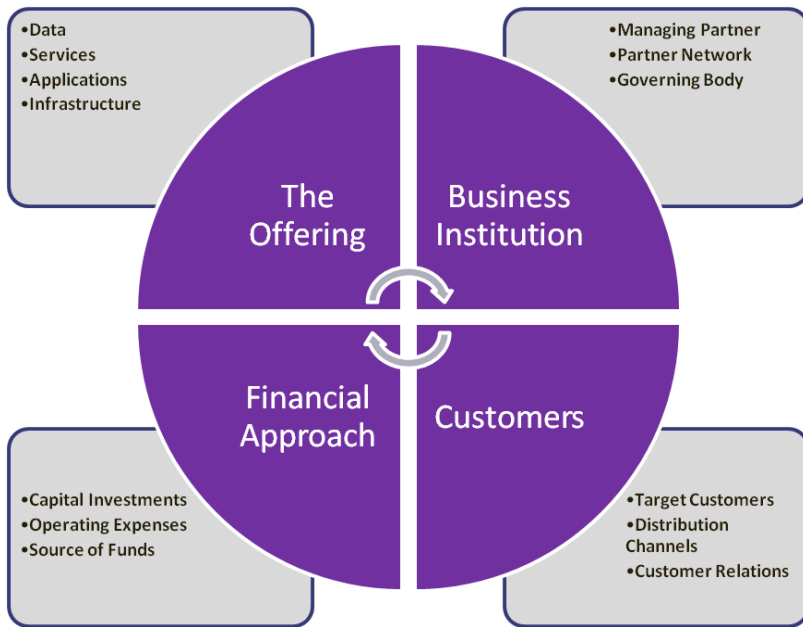 •Data
•Services
•Applications
•Infrastructure
•Managing Partner
•Partner Network
•Governing Body
The
Offering
Business
Institution
Financial
Approach
Customers
•Capital Investments
•Operating Expenses
•Source of Funds
•Target Customers
•Distribution
Channels
•Customer Relations